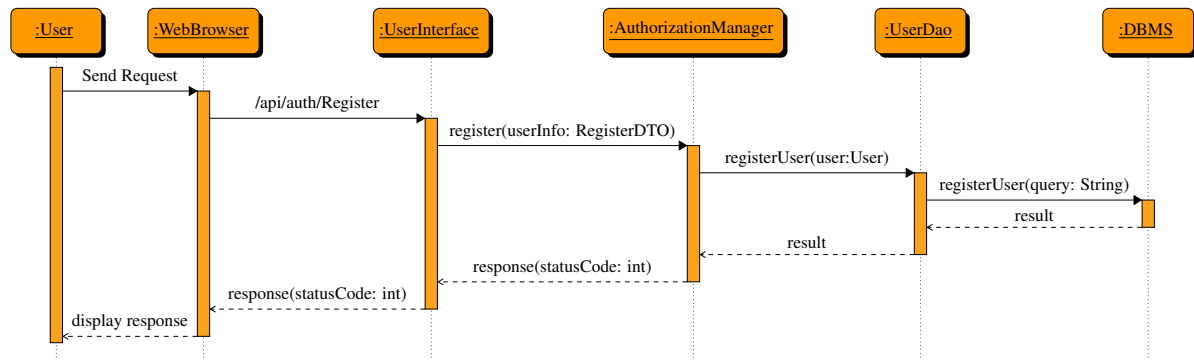 :User
:WebBrowser
:UserInterface
:AuthorizationManager
:UserDao
:DBMS
Send Request
/api/auth/Register
register(userInfo: RegisterDTO)
registerUser(user:User)
registerUser(query: String)
result
result
response(statusCode: int)
response(statusCode: int)
display response